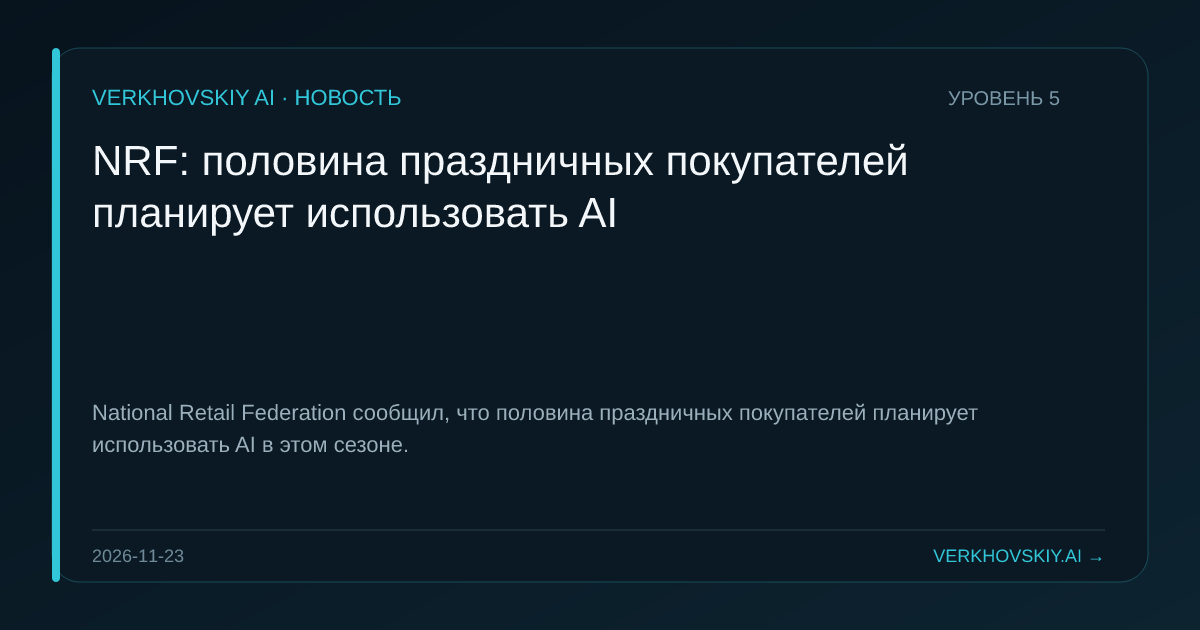 VERKHOVSKIY AI · НОВОСТЬ
УРОВЕНЬ 5
NRF: половина праздничных покупателей
планирует использовать AI
National Retail Federation сообщил, что половина праздничных покупателей планирует
использовать AI в этом сезоне.
2026-11-23
VERKHOVSKIY.AI →